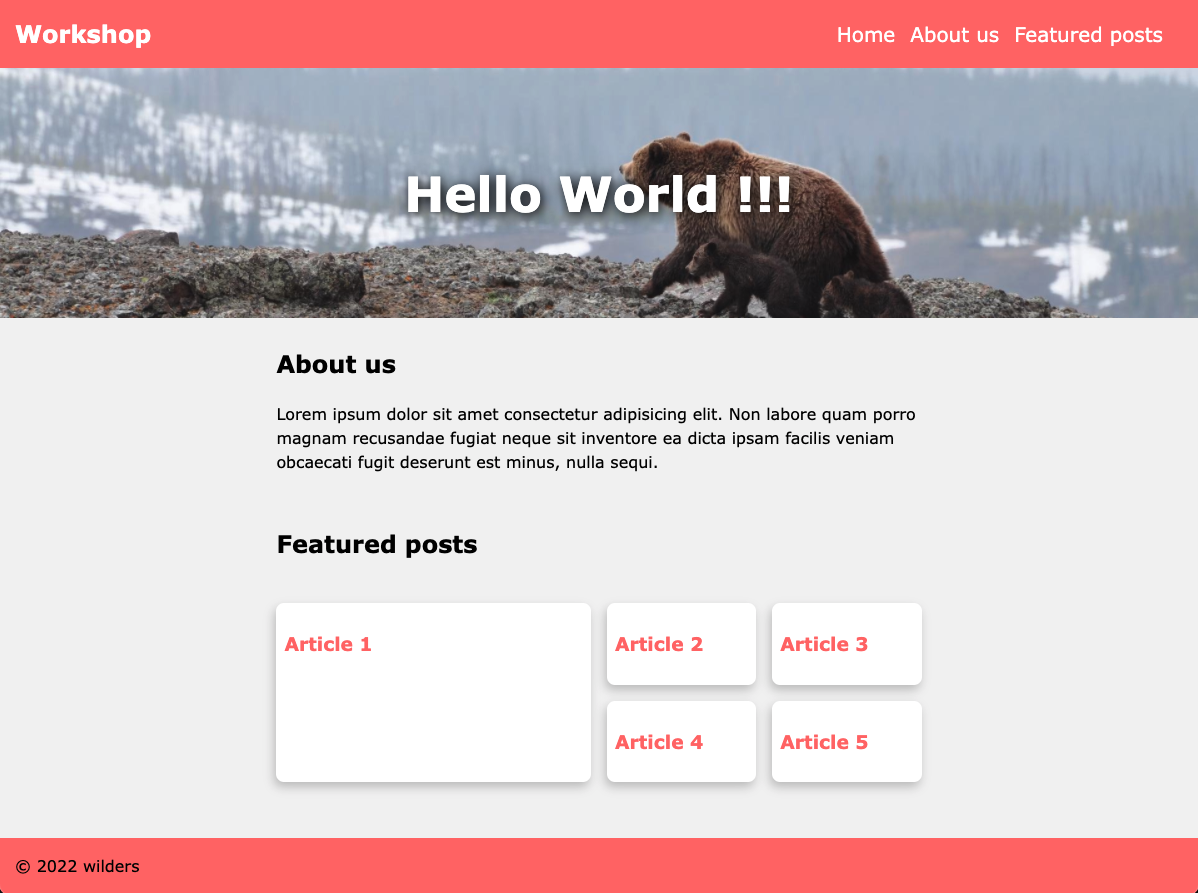 Workshop
Home About us Featured posts
Hello World !!!
About us
Lorem ipsum dolor sit amet consectetur adipisicing elit. Non labore quam porro
magnam recusandae fugiat neque sit inventore ea dicta ipsam facilis veniam
obcaecati fugit deserunt est minus, nulla sequi.
Featured posts
Article 1
Article 2
Article 3
Article 4
Article 5
© 2022 wilders